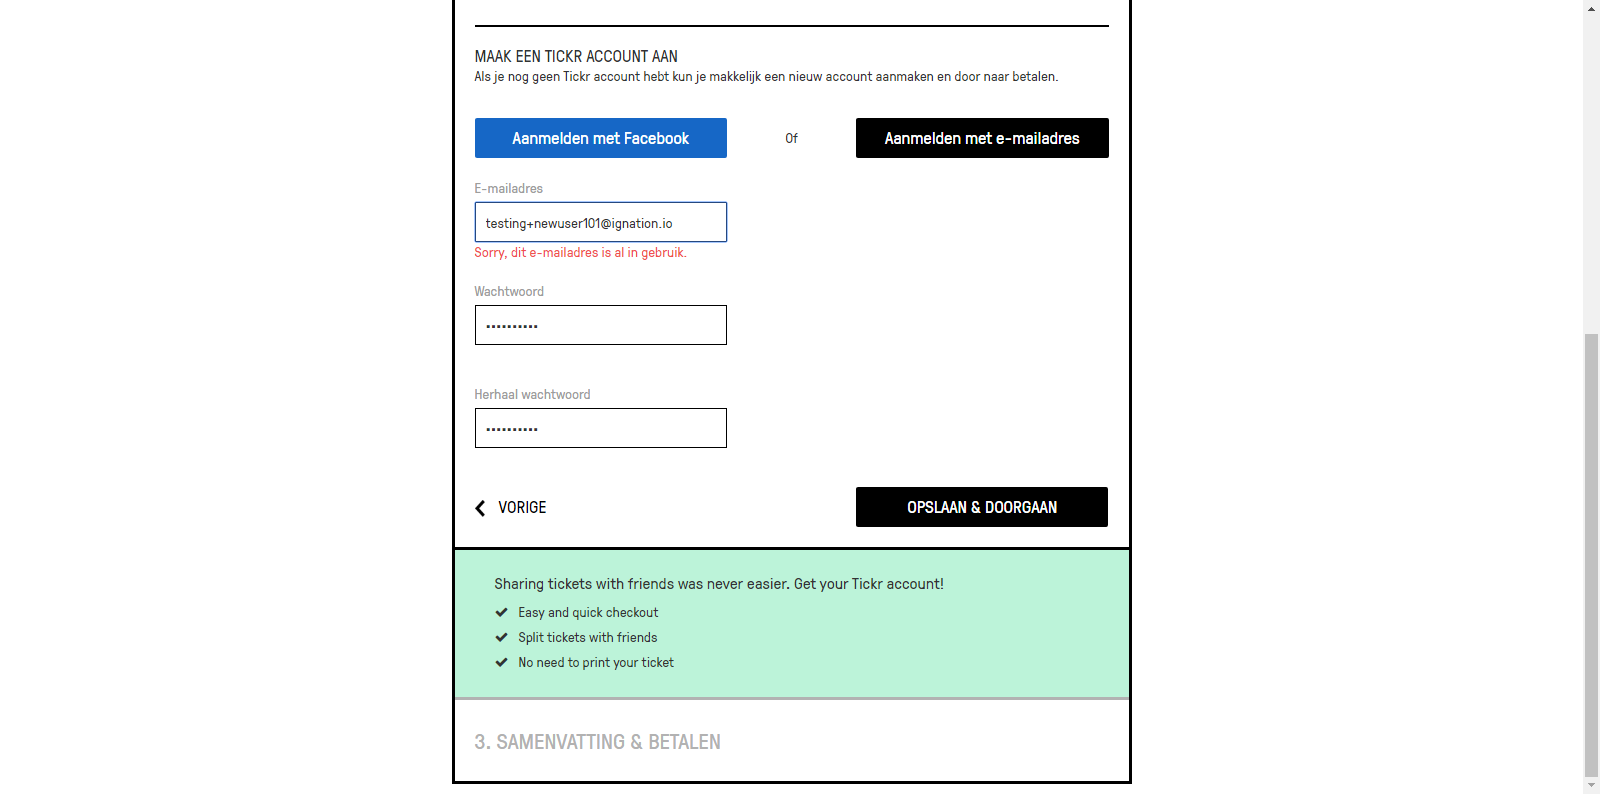 MAAK EEN TICKR ACCOUNT AAN
Als je nog geen Tickr account hebt kun je makkelijk een nieuw account aanmaken en door naar betalen.
Aanmelden met Facebook
Of
Aanmelden met e-mailadres
E-mailadres
testing+newuser101@ignation.io
Sorry, dit e-mailadres is al in gebruik.
Wachtwoord
••••••••••
Herhaal wachtwoord
••••••••••
VORIGE
OPSLAAN & DOORGAAN
Sharing tickets with friends was never easier. Get your Tickr account!
Easy and quick checkout
Split tickets with friends
No need to print your ticket
3. SAMENVATTING & BETALEN